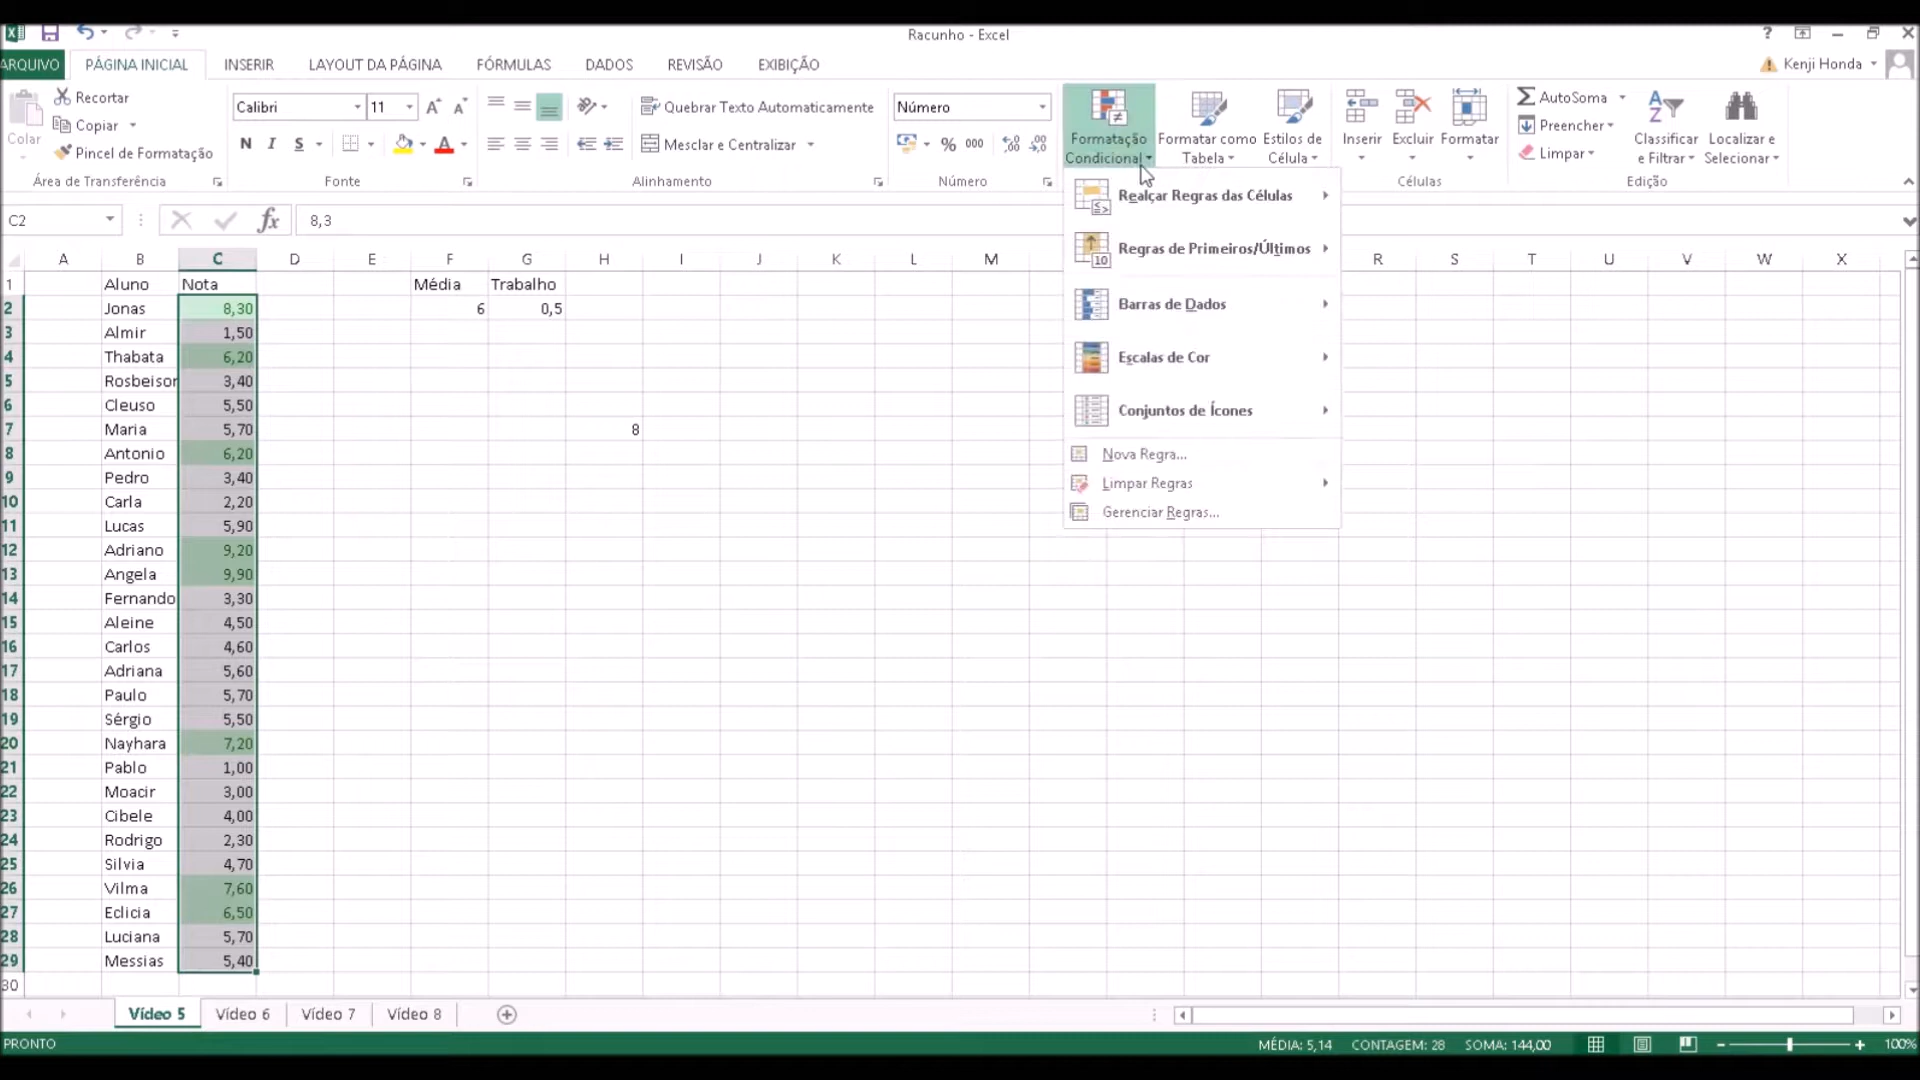 Racunho - Excel
ARQUIVO PÁGINA INICIAL INSERIR LAYOUT DA PÁGINA FÓRMULAS DADOS REVISÃO EXIBIÇÃO Kenji Honda
Colar
Recortar
Copiar
Pincel de Formatação
Área de Transferência
Calibri 11
N I S
Fonte
Quebrar Texto Automaticamente
Mesclar e Centralizar
Alinhamento
Número
% 000
Número
Formatação Condicional
Formatar como Tabela
Estilos de Célula
Inserir Excluir Formatar
Células
AutoSoma
Preencher
Limpar
Classificar e Filtrar
Localizar e Selecionar
Edição
Realçar Regras das Células
Regras de Primeiros/Últimos
Barras de Dados
Escalas de Cor
Conjuntos de Ícones
Nova Regra...
Limpar Regras
Gerenciar Regras...
C2 fx 8,3
A B C D E F G H I J K L M R S T U V W X
1 Aluno Nota Média Trabalho
2 Jonas 8,30 6 0,5
3 Almir 1,50
4 Thabata 6,20
5 Rosbeisor 3,40
6 Cleuso 5,50
7 Maria 5,70 8
8 Antonio 6,20
9 Pedro 3,40
10 Carla 2,20
11 Lucas 5,90
12 Adriano 9,20
13 Angela 9,90
14 Fernando 3,30
15 Aleine 4,50
16 Carlos 4,60
17 Adriana 5,60
18 Paulo 5,70
19 Sérgio 5,50
20 Nayhara 7,20
21 Pablo 1,00
22 Moacir 3,00
23 Cibele 4,00
24 Rodrigo 2,30
25 Silvia 4,70
26 Vilma 7,60
27 Eclicia 6,50
28 Luciana 5,70
29 Messias 5,40
30
Vídeo 5 Vídeo 6 Vídeo 7 Vídeo 8
PRONTO MÉDIA: 5,14 CONTAGEM: 28 SOMA: 144,00 100%